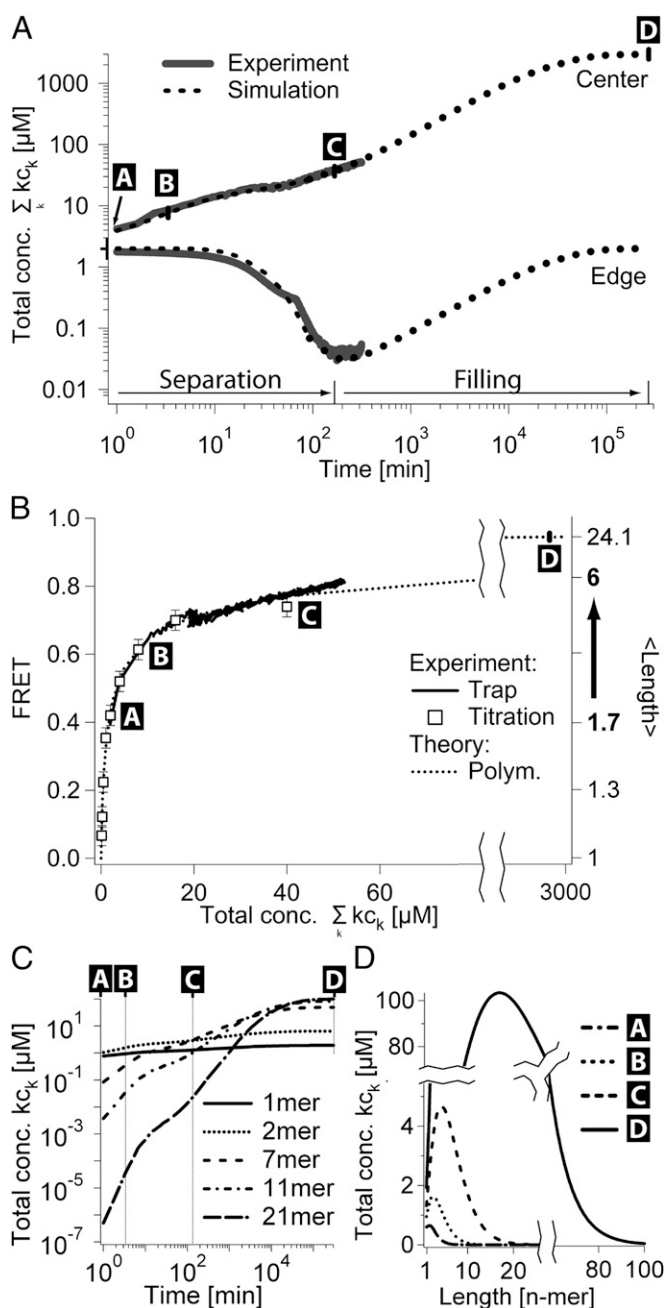 A
D
Experiment
Simulation
Center
C
A
B
Edge
Separation
Filling
1000
100
10
1
0.1
0.01
Total conc. Σ_k kc_k [µM]
10^0
10^1
10^2
10^3
10^4
10^5
Time [min]
B
1.0
0.8
0.6
0.4
0.2
0.0
FRET
D
C
B
A
Experiment:
Trap
Titration
Theory:
Polym.
24.1
6
1.7
1.3
1
<Length>
0
20
40
60
3000
Total conc. Σ_k kc_k [µM]
C
A
B
C
D
10^1
10^-1
10^-3
10^-5
10^-7
Total conc. kc_k [µM]
1mer
2mer
7mer
11mer
21mer
10^0
10^2
10^4
Time [min]
D
100
80
4
2
0
Total conc. kc_k [µM]
A
B
C
D
1
10
20
80
100
Length [n-mer]